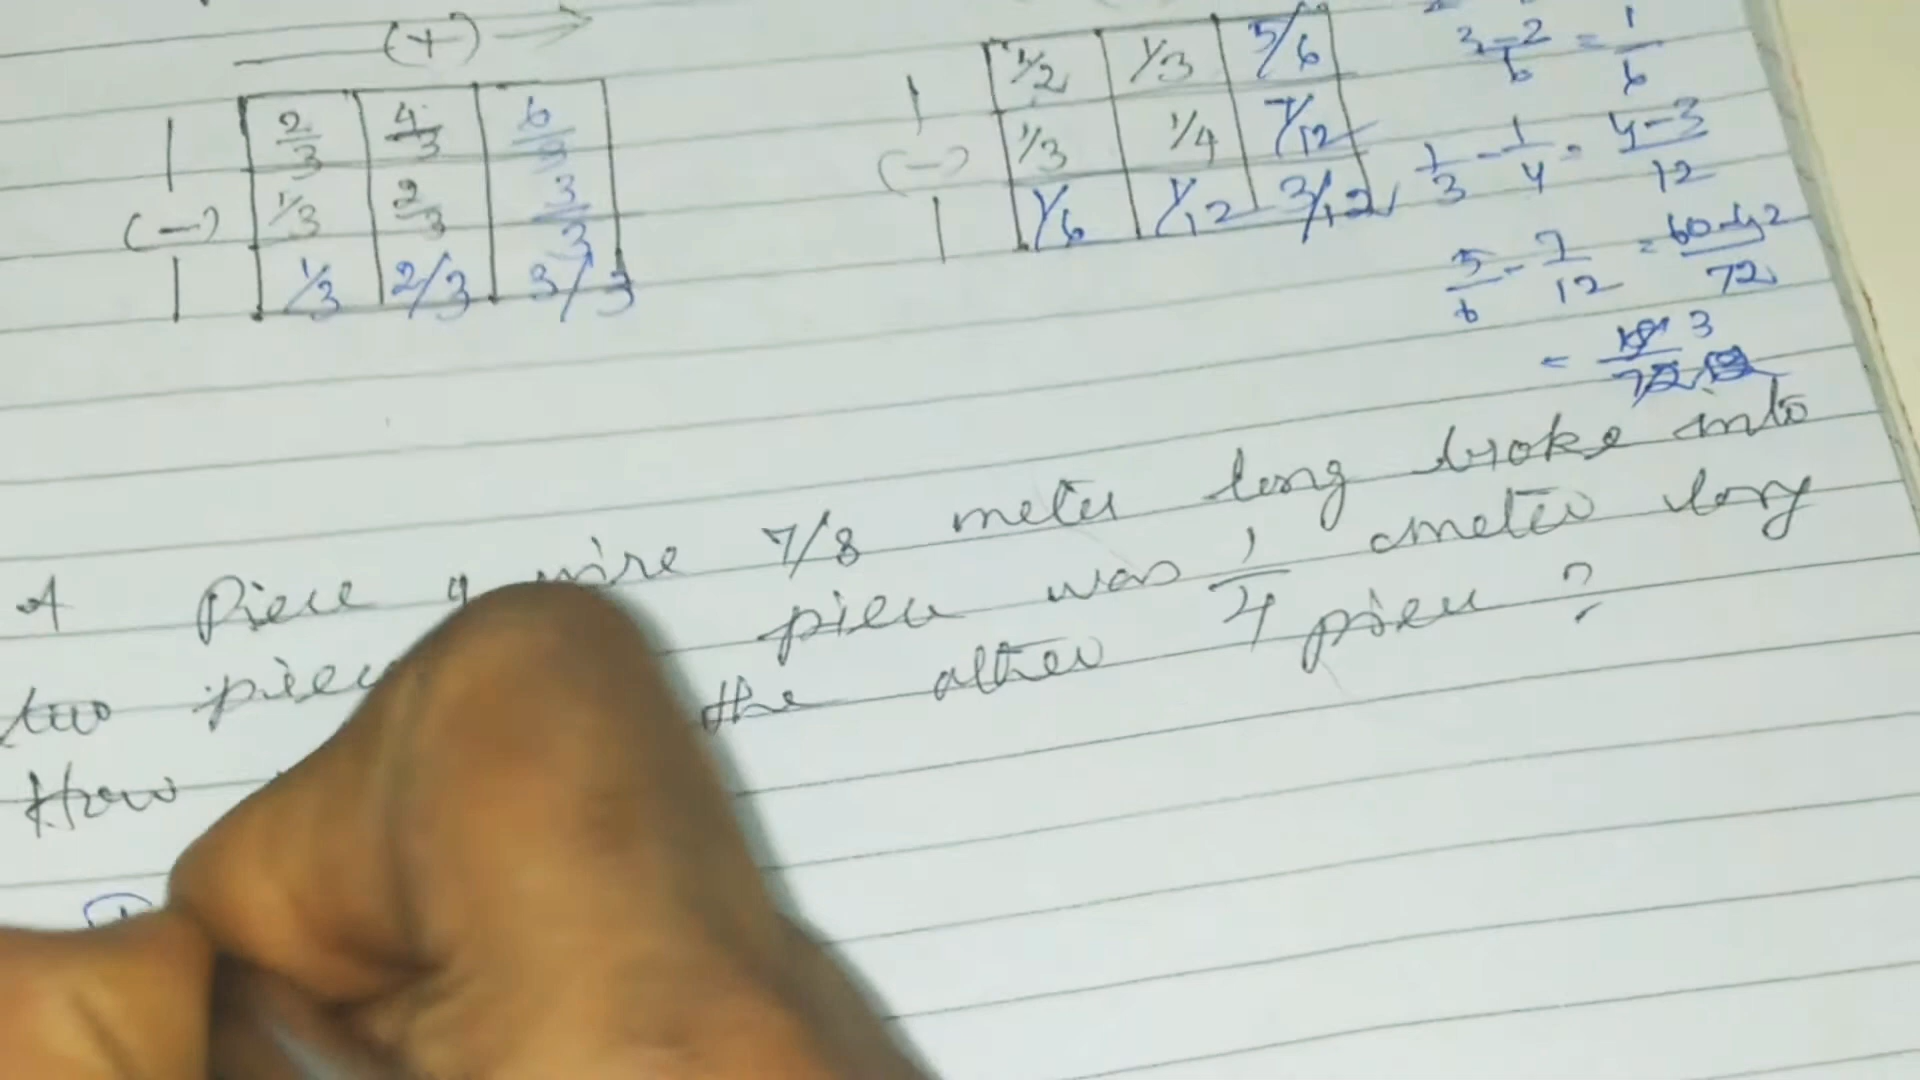 (+)
2/3 4/3 6/3
(-)
1/3 2/3 3/3
1/3 2/3 3/3
1/2 1/3 5/6
(-)
1/3 1/4 7/12
1/6 1/12 3/12
3-2/6 = 1/6
1/3 - 1/4 = 4-3/12
5/6 - 7/12 = 60-42/72
= 18/72 3
A Piece wire 7/8 meter long broke into
two piece was 1/4 meter long
How the other piece ?